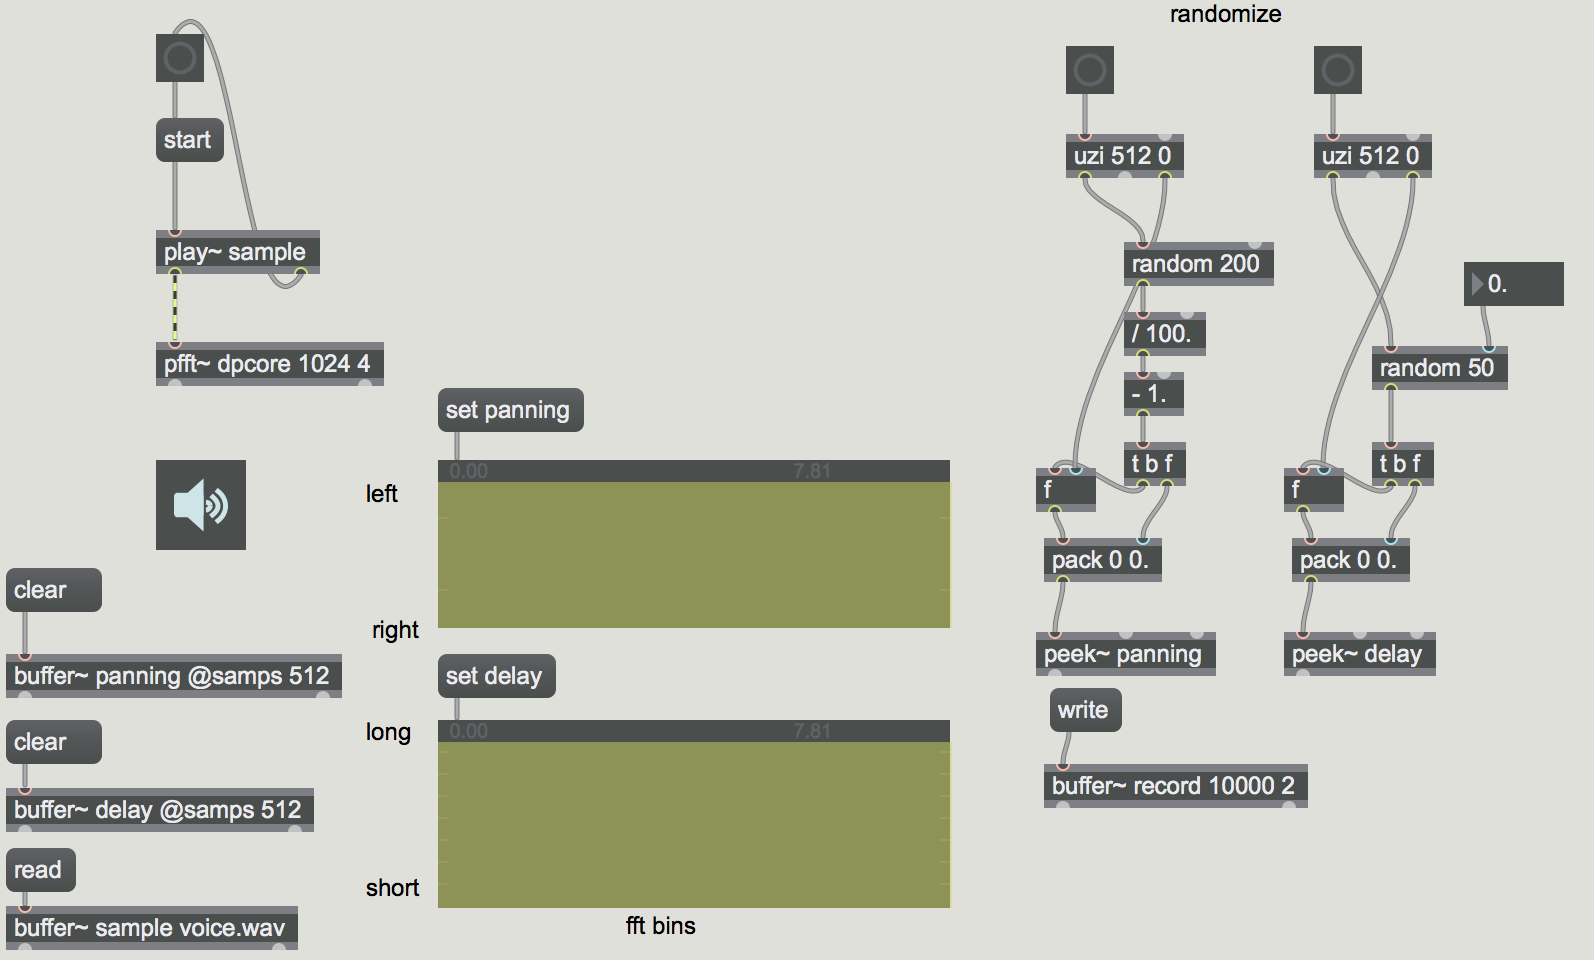 randomize
start
play~ sample
pfft~ dpcore 1024 4
clear
buffer~ panning @samps 512
clear
buffer~ delay @samps 512
read
buffer~ sample voice.wav
set panning
0.00 7.81
left
right
set delay
0.00 7.81
long
short
fft bins
uzi 512 0
random 200
/ 100.
- 1.
t b f
f
pack 0 0.
peek~ panning
write
buffer~ record 10000 2
uzi 512 0
0.
random 50
t b f
f
pack 0 0.
peek~ delay